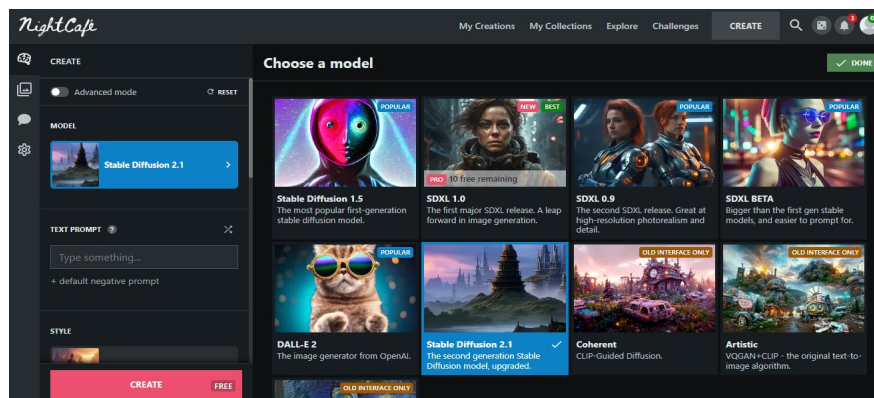 NightCafé
My Creations My Collections Explore Challenges CREATE
CREATE
Choose a model
DONE
Advanced mode
RESET
MODEL
Stable Diffusion 2.1
TEXT PROMPT ?
Type something...
+ default negative prompt
STYLE
CREATE FREE
POPULAR
Stable Diffusion 1.5
The most popular first-generation
stable diffusion model.
NEW BEST
PRO 10 free remaining
SDXL 1.0
The first major SDXL release. A leap
forward in image generation.
POPULAR
SDXL 0.9
The second SDXL release. Great at
high-resolution photorealism and
detail.
POPULAR
SDXL BETA
Bigger than the first gen stable
models, and easier to prompt for.
POPULAR
DALL-E 2
The image generator from OpenAI.
Stable Diffusion 2.1
The second generation Stable
Diffusion model, upgraded.
OLD INTERFACE ONLY
Coherent
CLIP-Guided Diffusion.
OLD INTERFACE ONLY
Artistic
VQGAN+CLIP - the original text-to-
image algorithm.
OLD INTERFACE ONLY